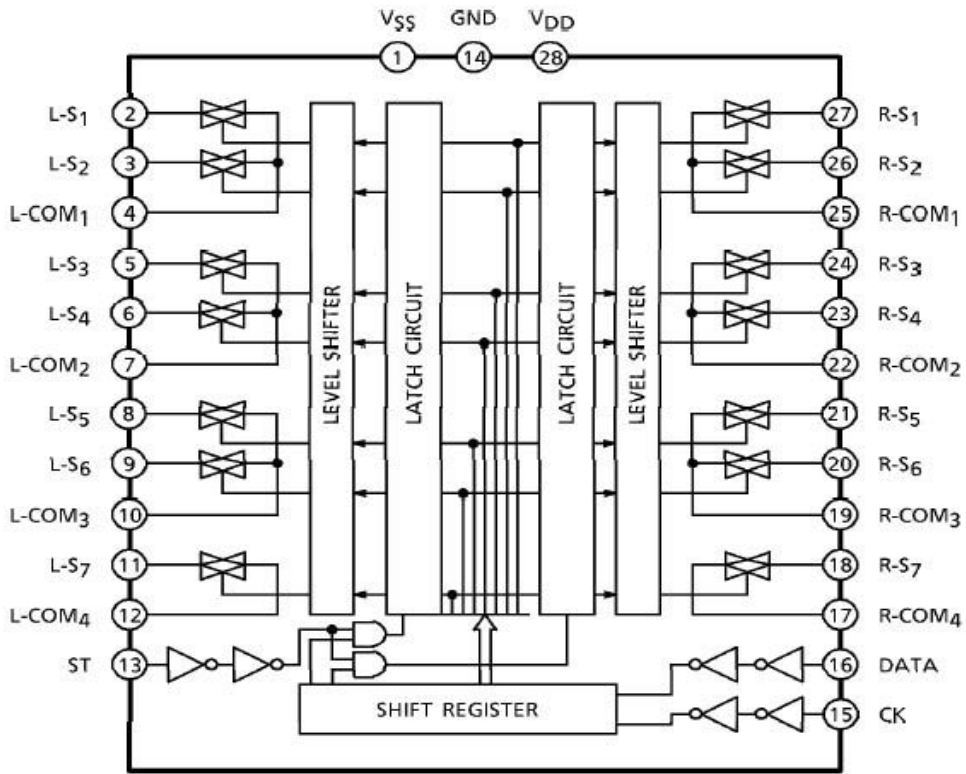 VSS GND VDD
1 14 28
L-S1 2 27 R-S1
L-S2 3 26 R-S2
L-COM1 4 25 R-COM1
L-S3 5 24 R-S3
L-S4 6 23 R-S4
L-COM2 7 22 R-COM2
L-S5 8 21 R-S5
L-S6 9 20 R-S6
L-COM3 10 19 R-COM3
L-S7 11 18 R-S7
L-COM4 12 17 R-COM4
LEVEL SHIFTER
LATCH CIRCUIT
LATCH CIRCUIT
LEVEL SHIFTER
ST 13 16 DATA
SHIFT REGISTER
15 CK